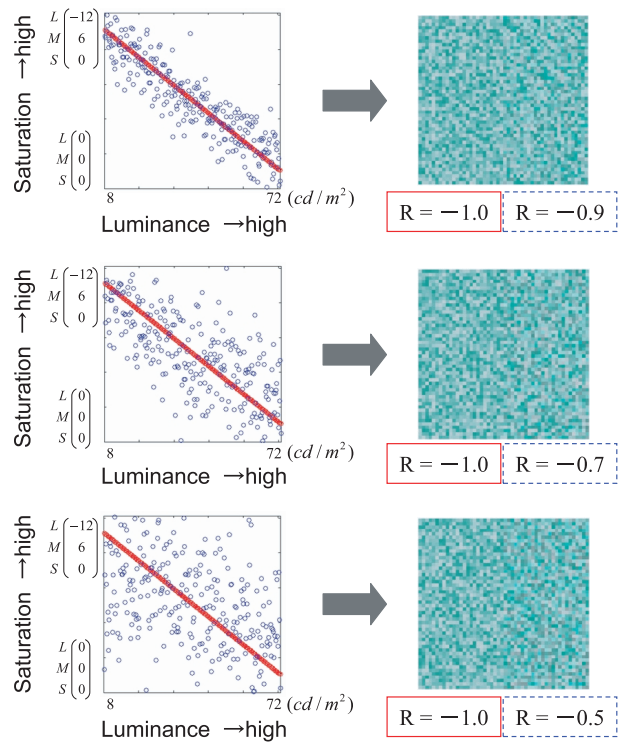 Saturation →high
L −12
M 6
S 0
L 0
M 0
S 0
8 72 (cd/m²)
Luminance →high
R = −1.0 R = −0.9
Saturation →high
L −12
M 6
S 0
L 0
M 0
S 0
8 72 (cd/m²)
Luminance →high
R = −1.0 R = −0.7
Saturation →high
L −12
M 6
S 0
L 0
M 0
S 0
8 72 (cd/m²)
Luminance →high
R = −1.0 R = −0.5